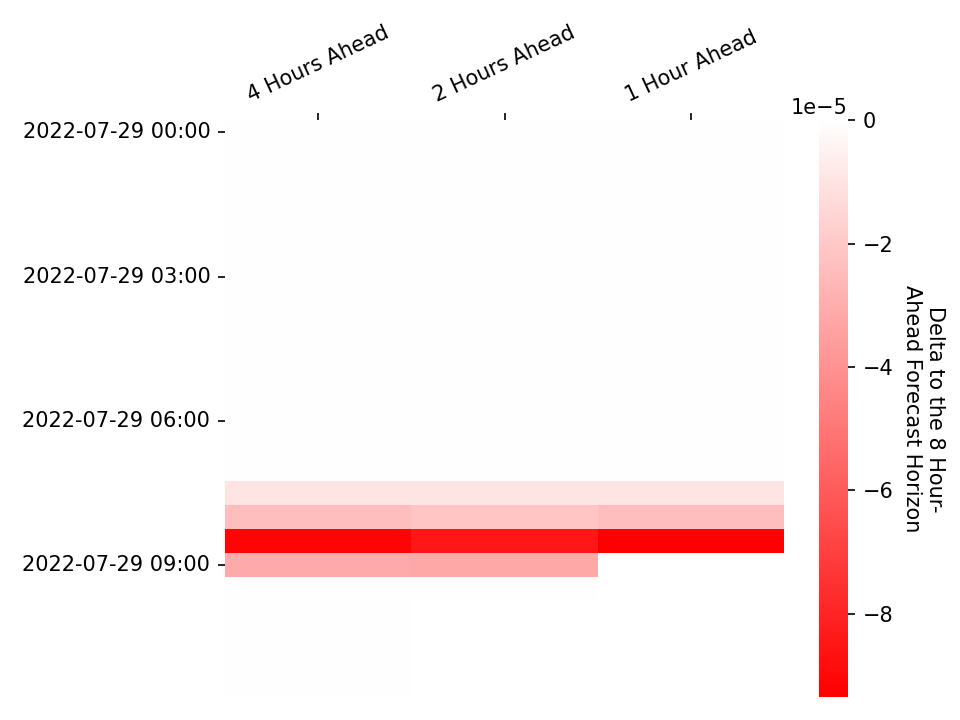 4 Hours Ahead
2 Hours Ahead
1 Hour Ahead
1e−5
2022-07-29 00:00
2022-07-29 03:00
2022-07-29 06:00
2022-07-29 09:00
0
−2
−4
−6
−8
Delta to the 8 Hour-
Ahead Forecast Horizon